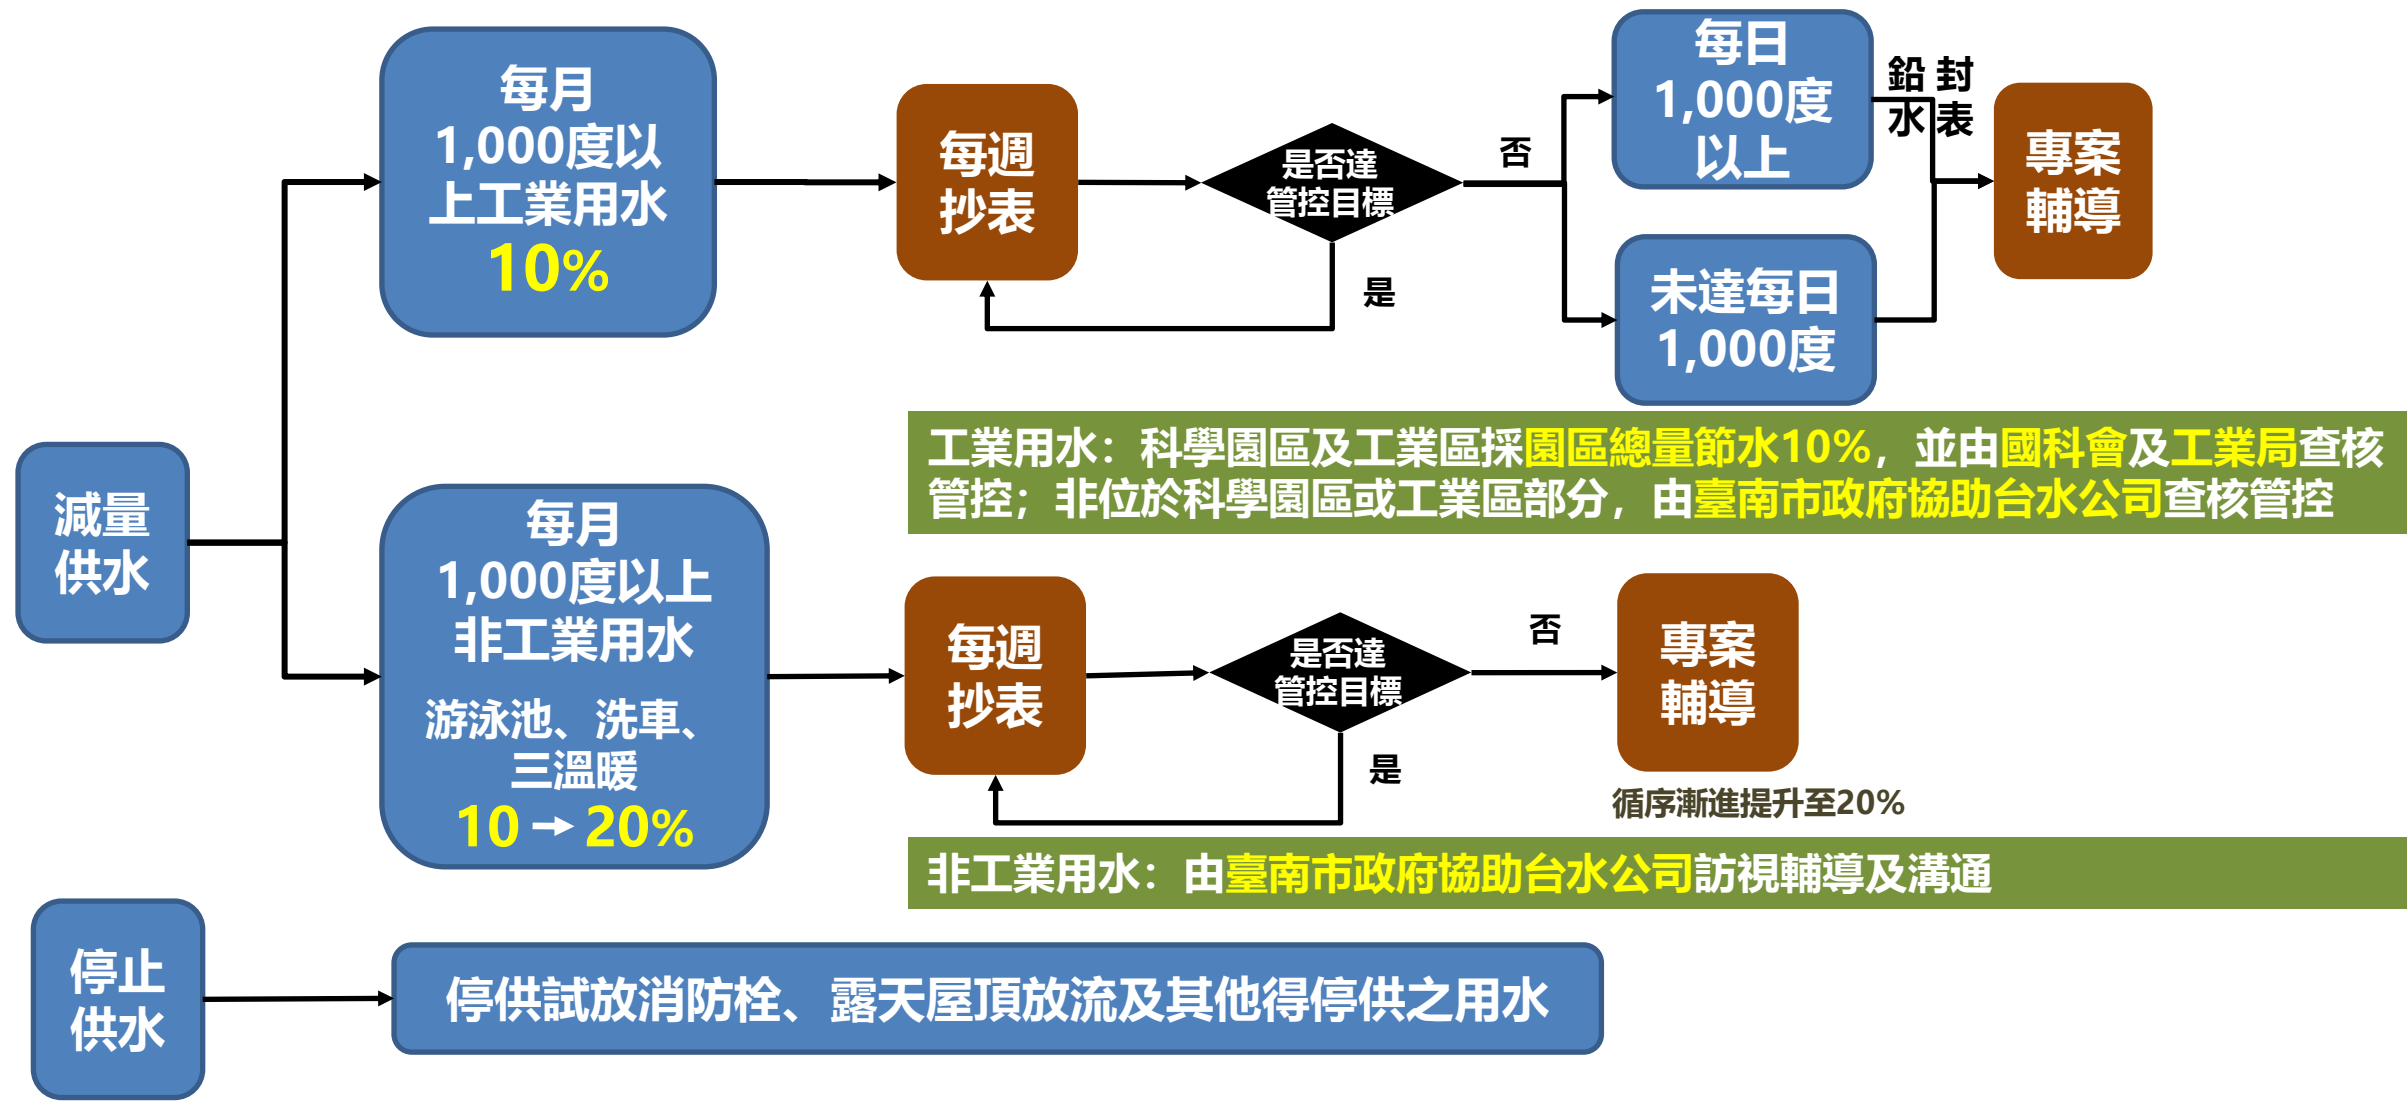 每月
1,000度以
上工業用水
10%
每週
抄表
是否達
管控目標
否
是
每日
1,000度
以上
未達每日
1,000度
鉛封
水表
專案
輔導
工業用水：科學園區及工業區採園區總量節水10%，並由國科會及工業局查核
管控；非位於科學園區或工業區部分，由臺南市政府協助台水公司查核管控
減量
供水
每月
1,000度以上
非工業用水
游泳池、洗車、
三溫暖
10→20%
每週
抄表
是否達
管控目標
否
是
專案
輔導
循序漸進提升至20%
非工業用水：由臺南市政府協助台水公司訪視輔導及溝通
停止
供水
停供試放消防栓、露天屋頂放流及其他得停供之用水